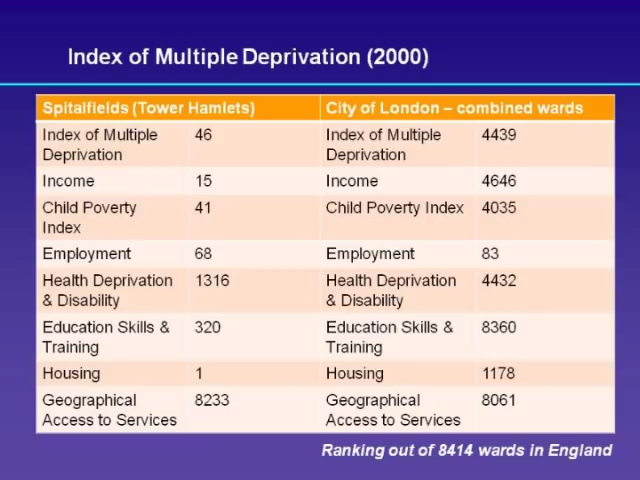 Index of Multiple Deprivation (2000)
Spitalfields (Tower Hamlets) City of London – combined wards
Index of Multiple Deprivation 46 Index of Multiple Deprivation 4439
Income 15 Income 4646
Child Poverty Index 41 Child Poverty Index 4035
Employment 68 Employment 83
Health Deprivation & Disability 1316 Health Deprivation & Disability 4432
Education Skills & Training 320 Education Skills & Training 8360
Housing 1 Housing 1178
Geographical Access to Services 8233 Geographical Access to Services 8061
Ranking out of 8414 wards in England